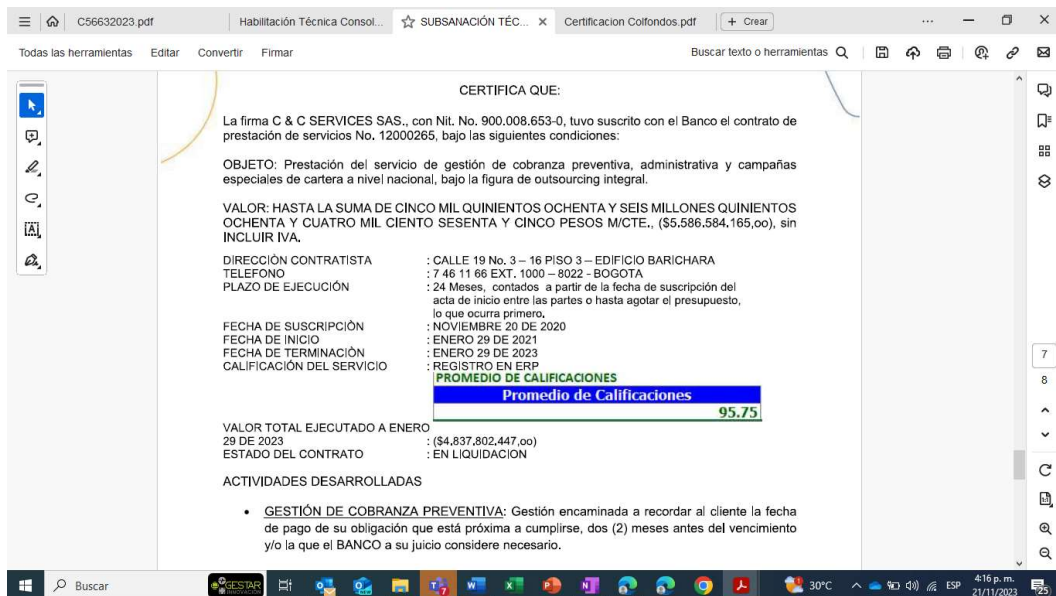 C56632023.pdf
Habilitación Técnica Consol...
SUBSANACIÓN TÉC...
Certificacion Colfondos.pdf
+ Crear
Todas las herramientas Editar Convertir Firmar
Buscar texto o herramientas
CERTIFICA QUE:
La firma C & C SERVICES SAS., con Nit. No. 900.008.653-0, tuvo suscrito con el Banco el contrato de
prestación de servicios No. 12000265, bajo las siguientes condiciones:
OBJETO: Prestación del servicio de gestión de cobranza preventiva, administrativa y campañas
especiales de cartera a nivel nacional, bajo la figura de outsourcing integral.
VALOR: HASTA LA SUMA DE CINCO MIL QUINIENTOS OCHENTA Y SEIS MILLONES QUINIENTOS
OCHENTA Y CUATRO MIL CIENTO SESENTA Y CINCO PESOS M/CTE., ($5.586.584.165,oo), sin
INCLUIR IVA.
DIRECCIÓN CONTRATISTA : CALLE 19 No. 3 – 16 PISO 3 – EDIFICIO BARICHARA
TELEFONO : 7 46 11 66 EXT. 1000 – 8022 - BOGOTA
PLAZO DE EJECUCIÓN : 24 Meses, contados a partir de la fecha de suscripción del
acta de inicio entre las partes o hasta agotar el presupuesto,
lo que ocurra primero.
FECHA DE SUSCRIPCIÒN : NOVIEMBRE 20 DE 2020
FECHA DE INICIO : ENERO 29 DE 2021
FECHA DE TERMINACIÒN : ENERO 29 DE 2023
CALIFICACIÓN DEL SERVICIO : REGISTRO EN ERP
PROMEDIO DE CALIFICACIONES
Promedio de Calificaciones
95.75
VALOR TOTAL EJECUTADO A ENERO
29 DE 2023 : ($4,837,802,447,oo)
ESTADO DEL CONTRATO : EN LIQUIDACION
ACTIVIDADES DESARROLLADAS
• GESTIÓN DE COBRANZA PREVENTIVA: Gestión encaminada a recordar al cliente la fecha
de pago de su obligación que está próxima a cumplirse, dos (2) meses antes del vencimiento
y/o la que el BANCO a su juicio considere necesario.
7
8
Buscar
GESTAR
INNOVACIÓN
30°C
ESP
4:16 p. m.
21/11/2023
25